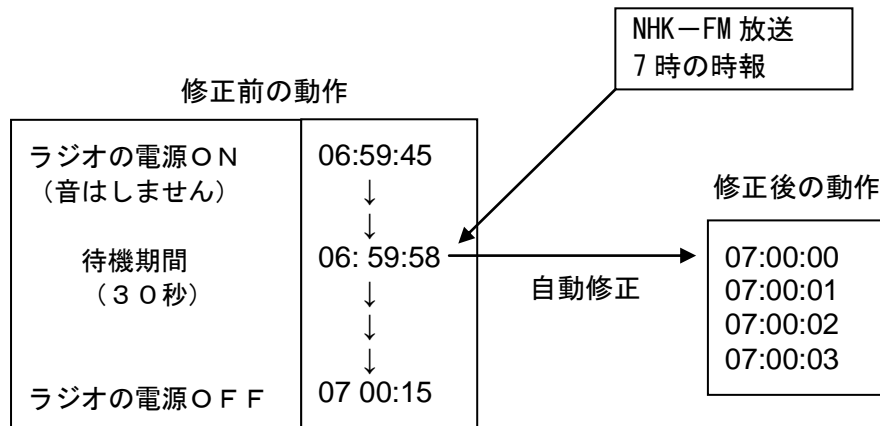 NHK－FM 放送
7 時の時報
修正前の動作
ラジオの電源ＯＮ
（音はしません）
待機期間
（３０秒）
ラジオの電源ＯＦＦ
06:59:45
↓
↓
06: 59:58
↓
↓
↓
07 00:15
自動修正
修正後の動作
07:00:00
07:00:01
07:00:02
07:00:03